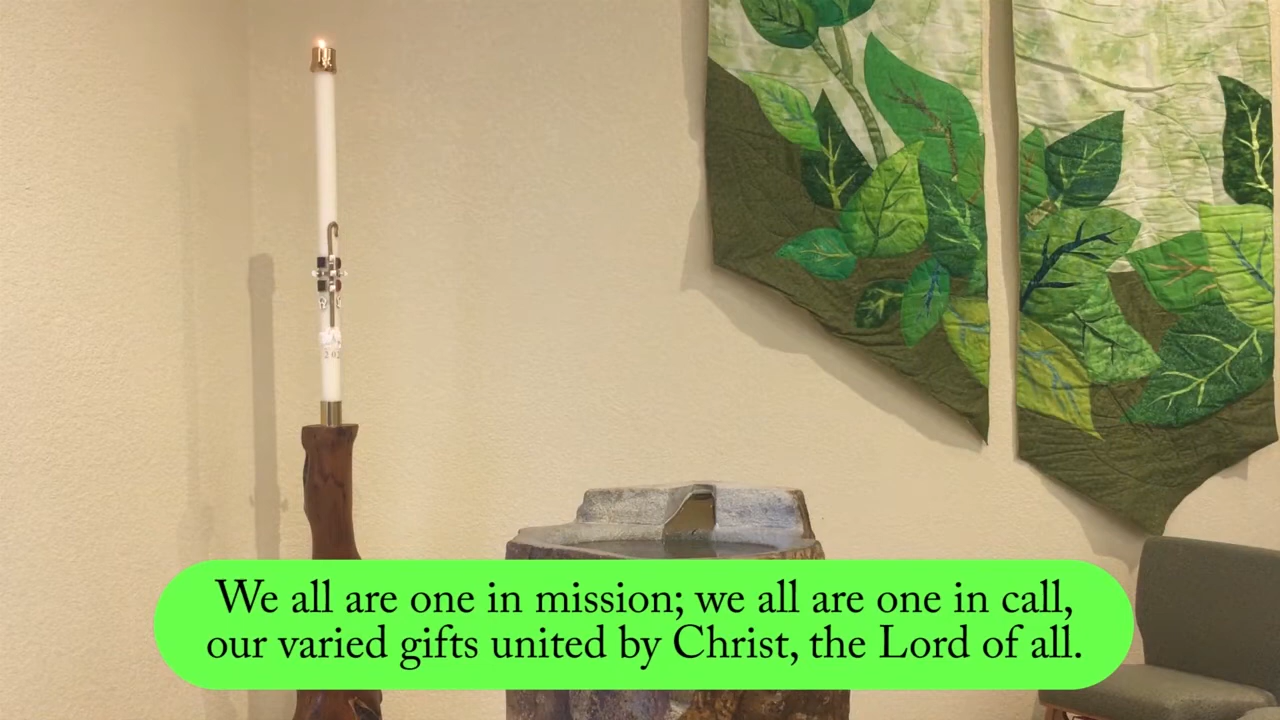 202
We all are one in mission; we all are one in call,
our varied gifts united by Christ, the Lord of all.